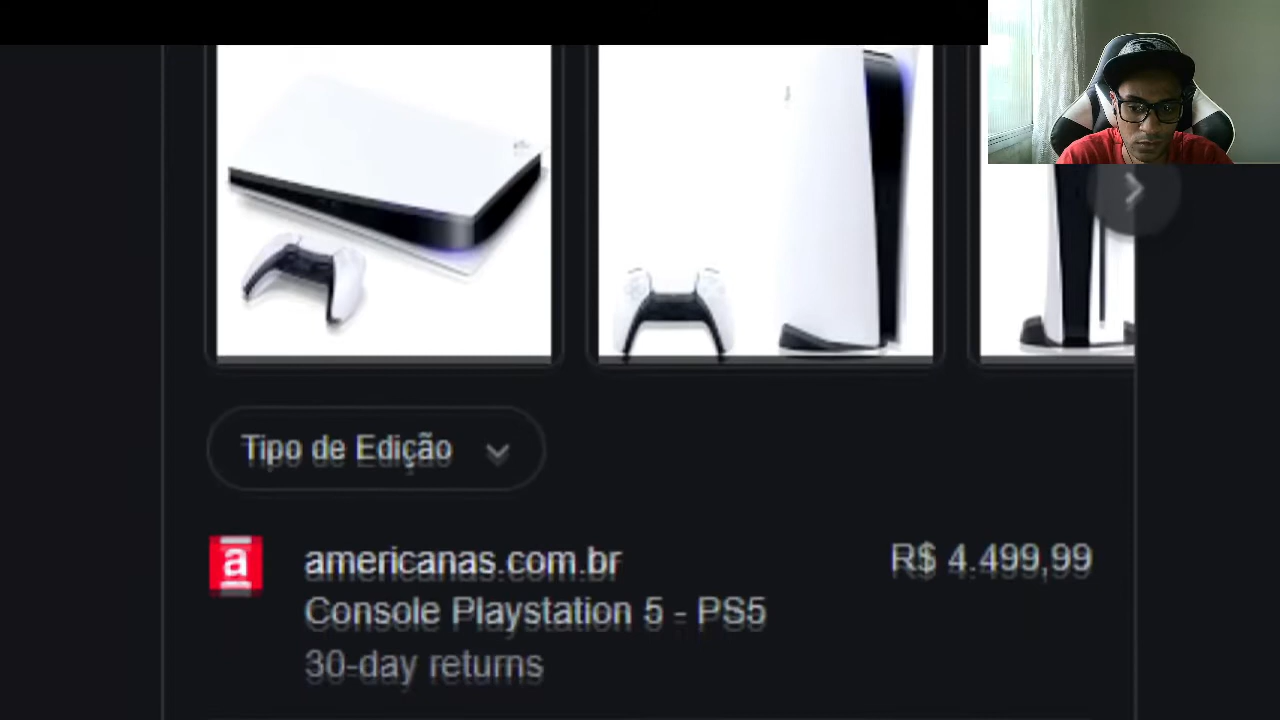 Tipo de Edição
a
americanas.com.br
R$ 4.499,99
Console Playstation 5 - PS5
30-day returns